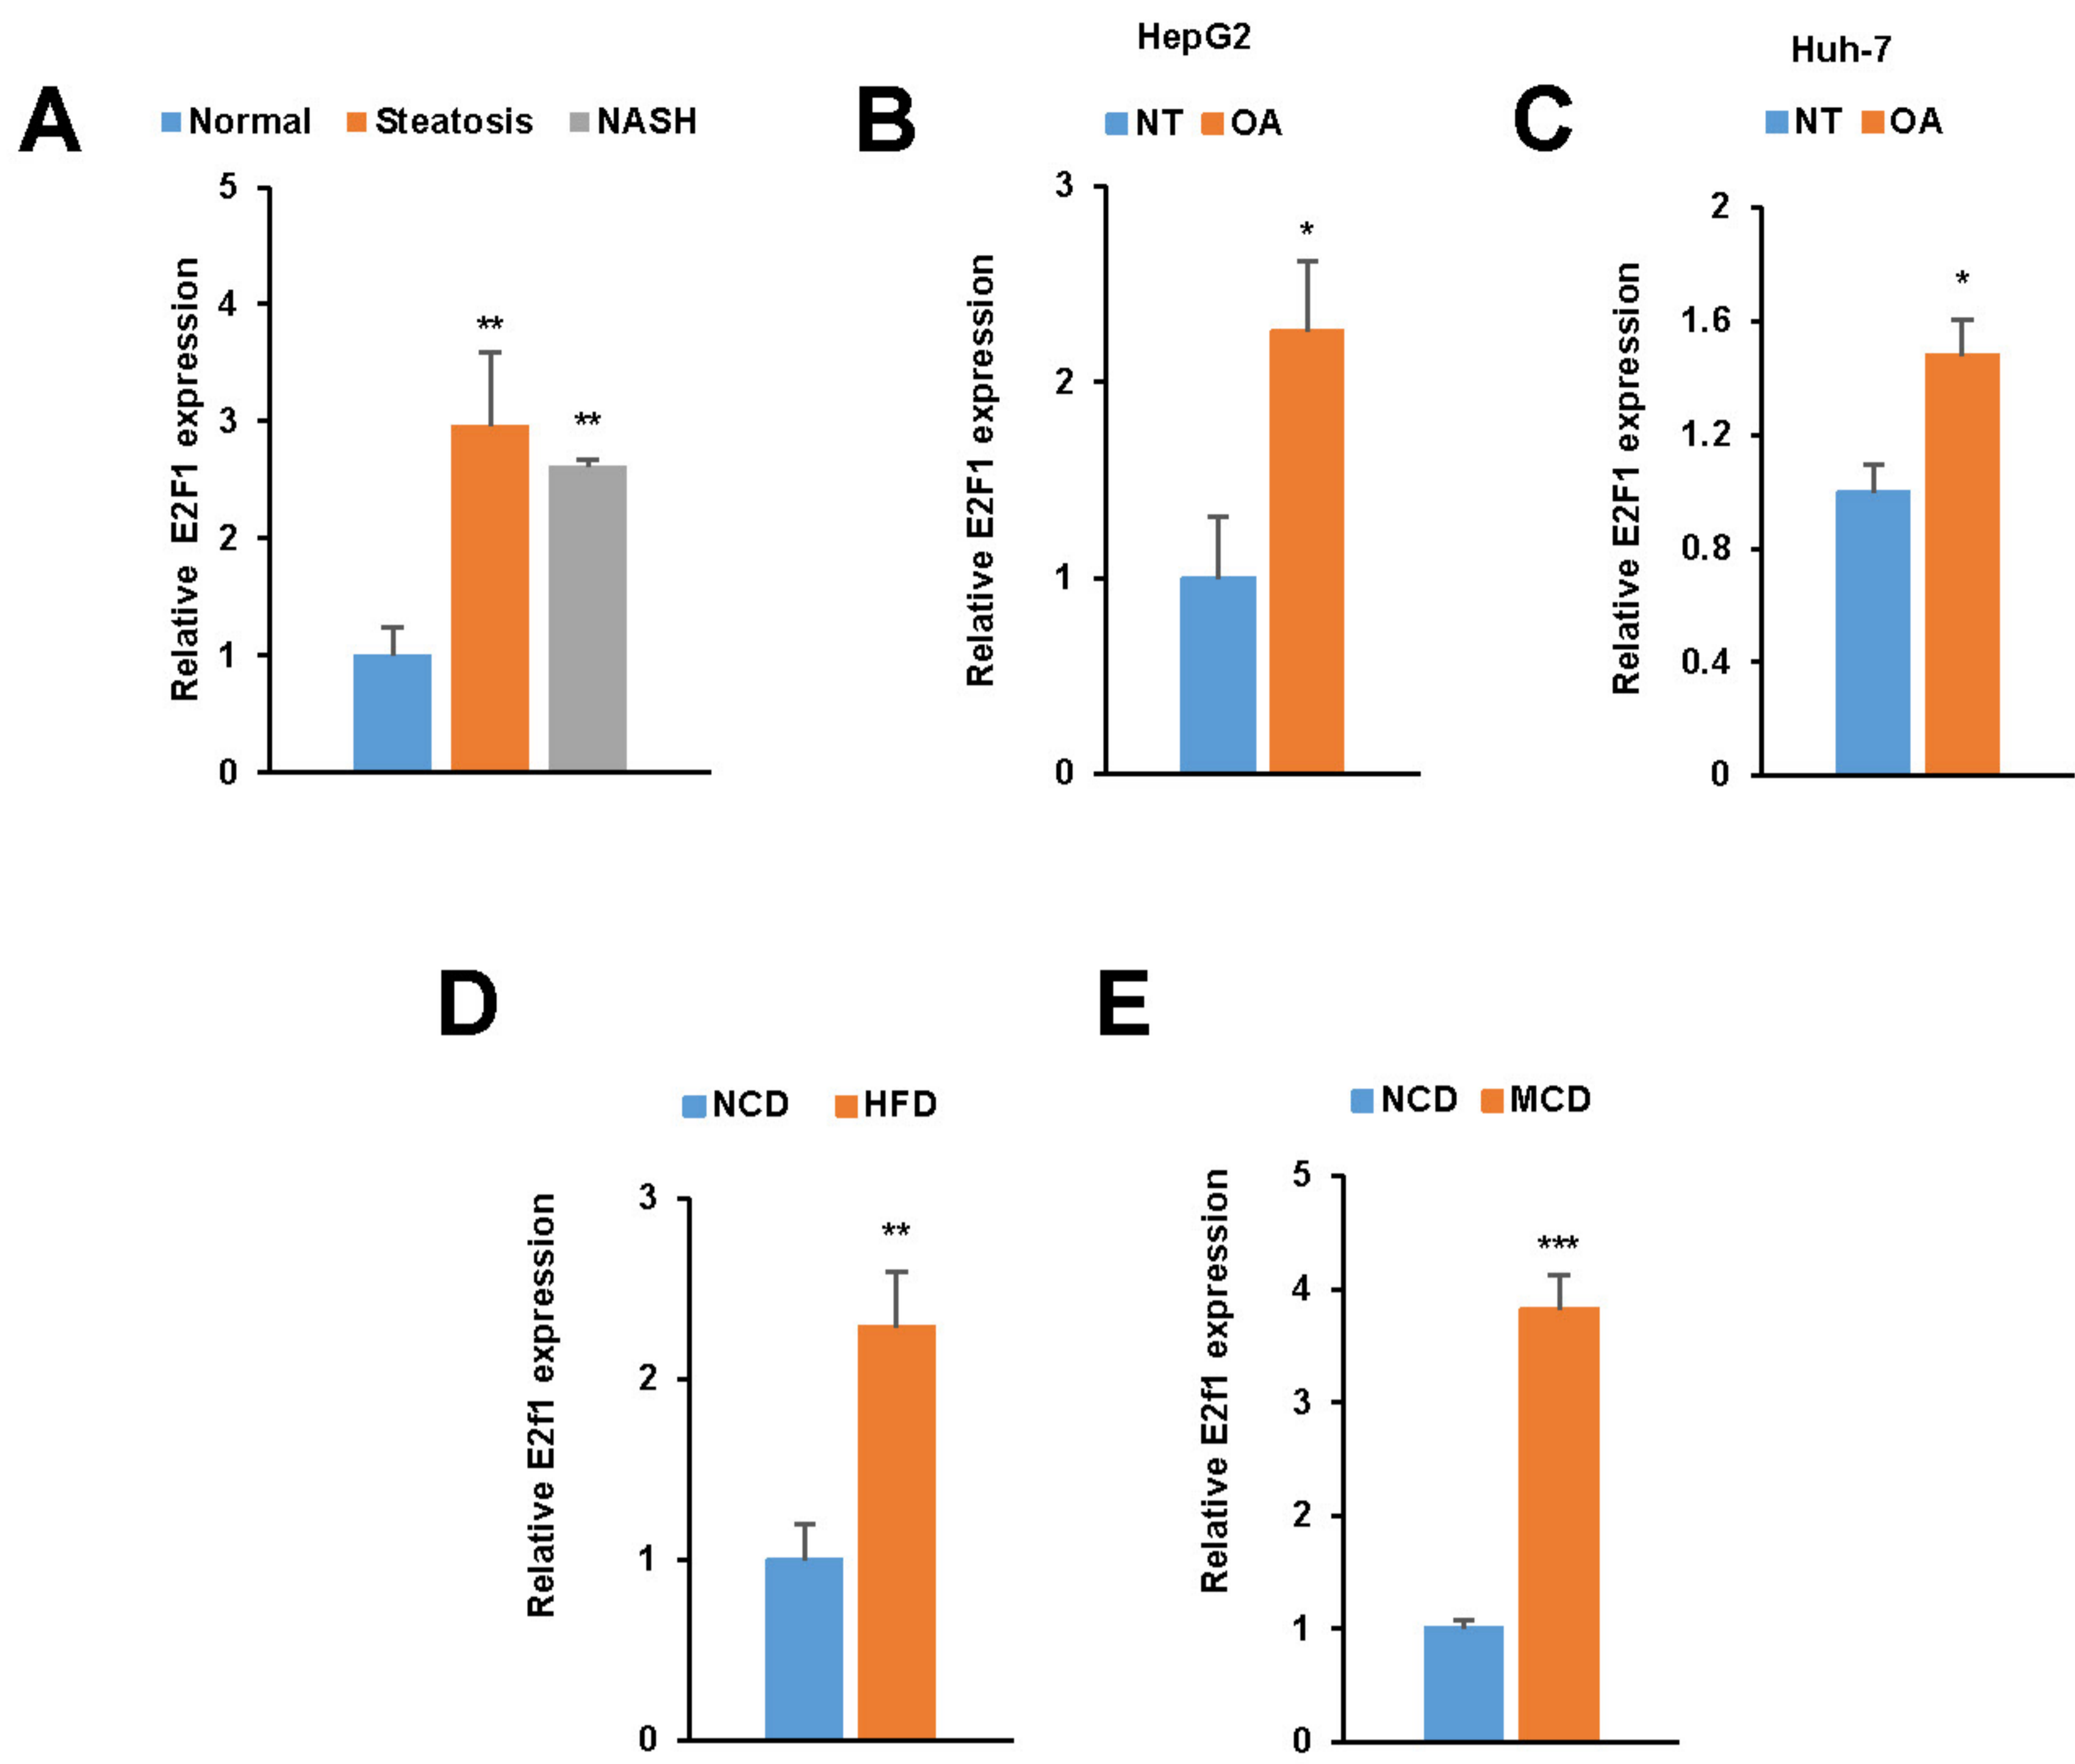 A
Normal Steatosis NASH
5
4
3
2
1
0
Relative E2F1 expression
**
**
B
HepG2
NT OA
3
2
1
0
Relative E2F1 expression
*
C
Huh-7
NT OA
2
1.6
1.2
0.8
0.4
0
Relative E2F1 expression
*
D
NCD HFD
3
2
1
0
Relative E2f1 expression
**
E
NCD MCD
5
4
3
2
1
0
Relative E2f1 expression
***